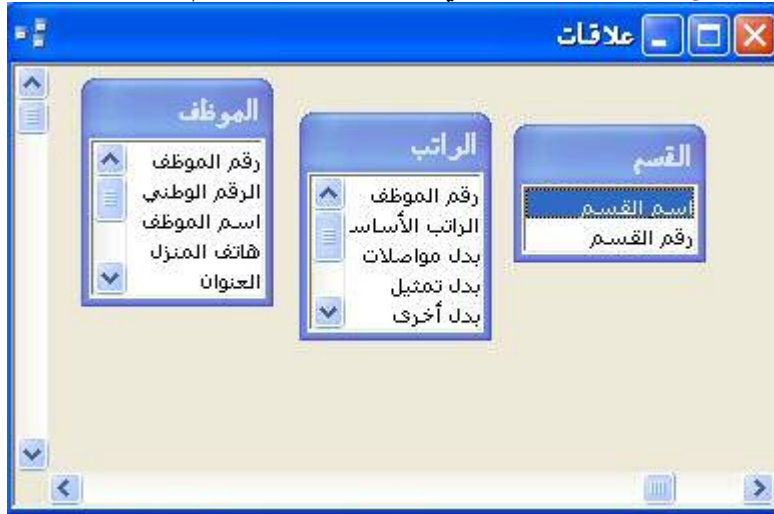 علاقات
القسم
اسم القسم
رقم القسم
الراتب
رقم الموظف
الراتب الأساس
بدل مواصلات
بدل تمثيل
بدل أخرى
الموظف
رقم الموظف
الرقم الوطني
اسم الموظف
هاتف المنزل
العنوان